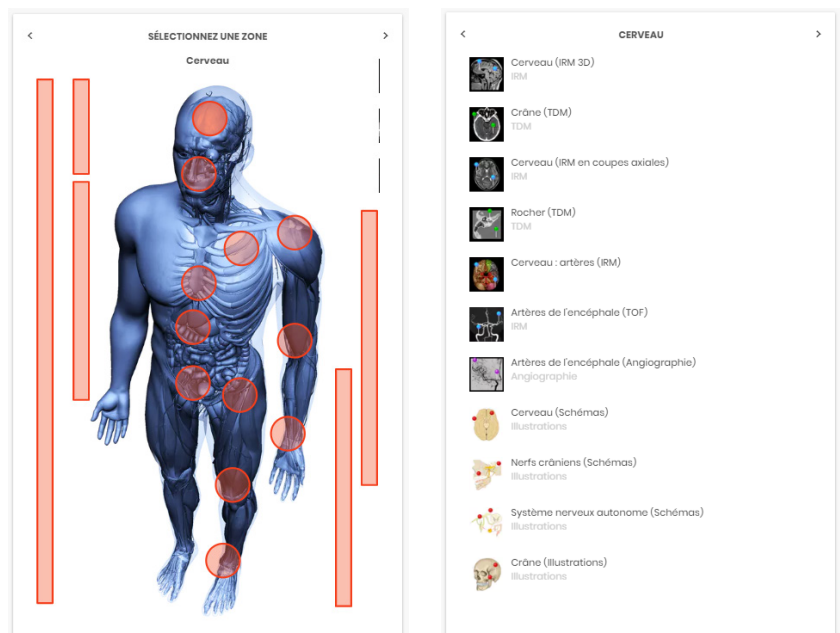 SÉLECTIONNEZ UNE ZONE
Cerveau
CERVEAU
Cerveau (IRM 3D)
IRM
Crâne (TDM)
TDM
Cerveau (IRM en coupes axiales)
IRM
Rocher (TDM)
TDM
Cerveau : artères (IRM)
Artères de l'encéphale (TOF)
IRM
Artères de l'encéphale (Angiographie)
Angiographie
Cerveau (Schémas)
Illustrations
Nerfs crâniens (Schémas)
Illustrations
Système nerveux autonome (Schémas)
Illustrations
Crâne (Illustrations)
Illustrations